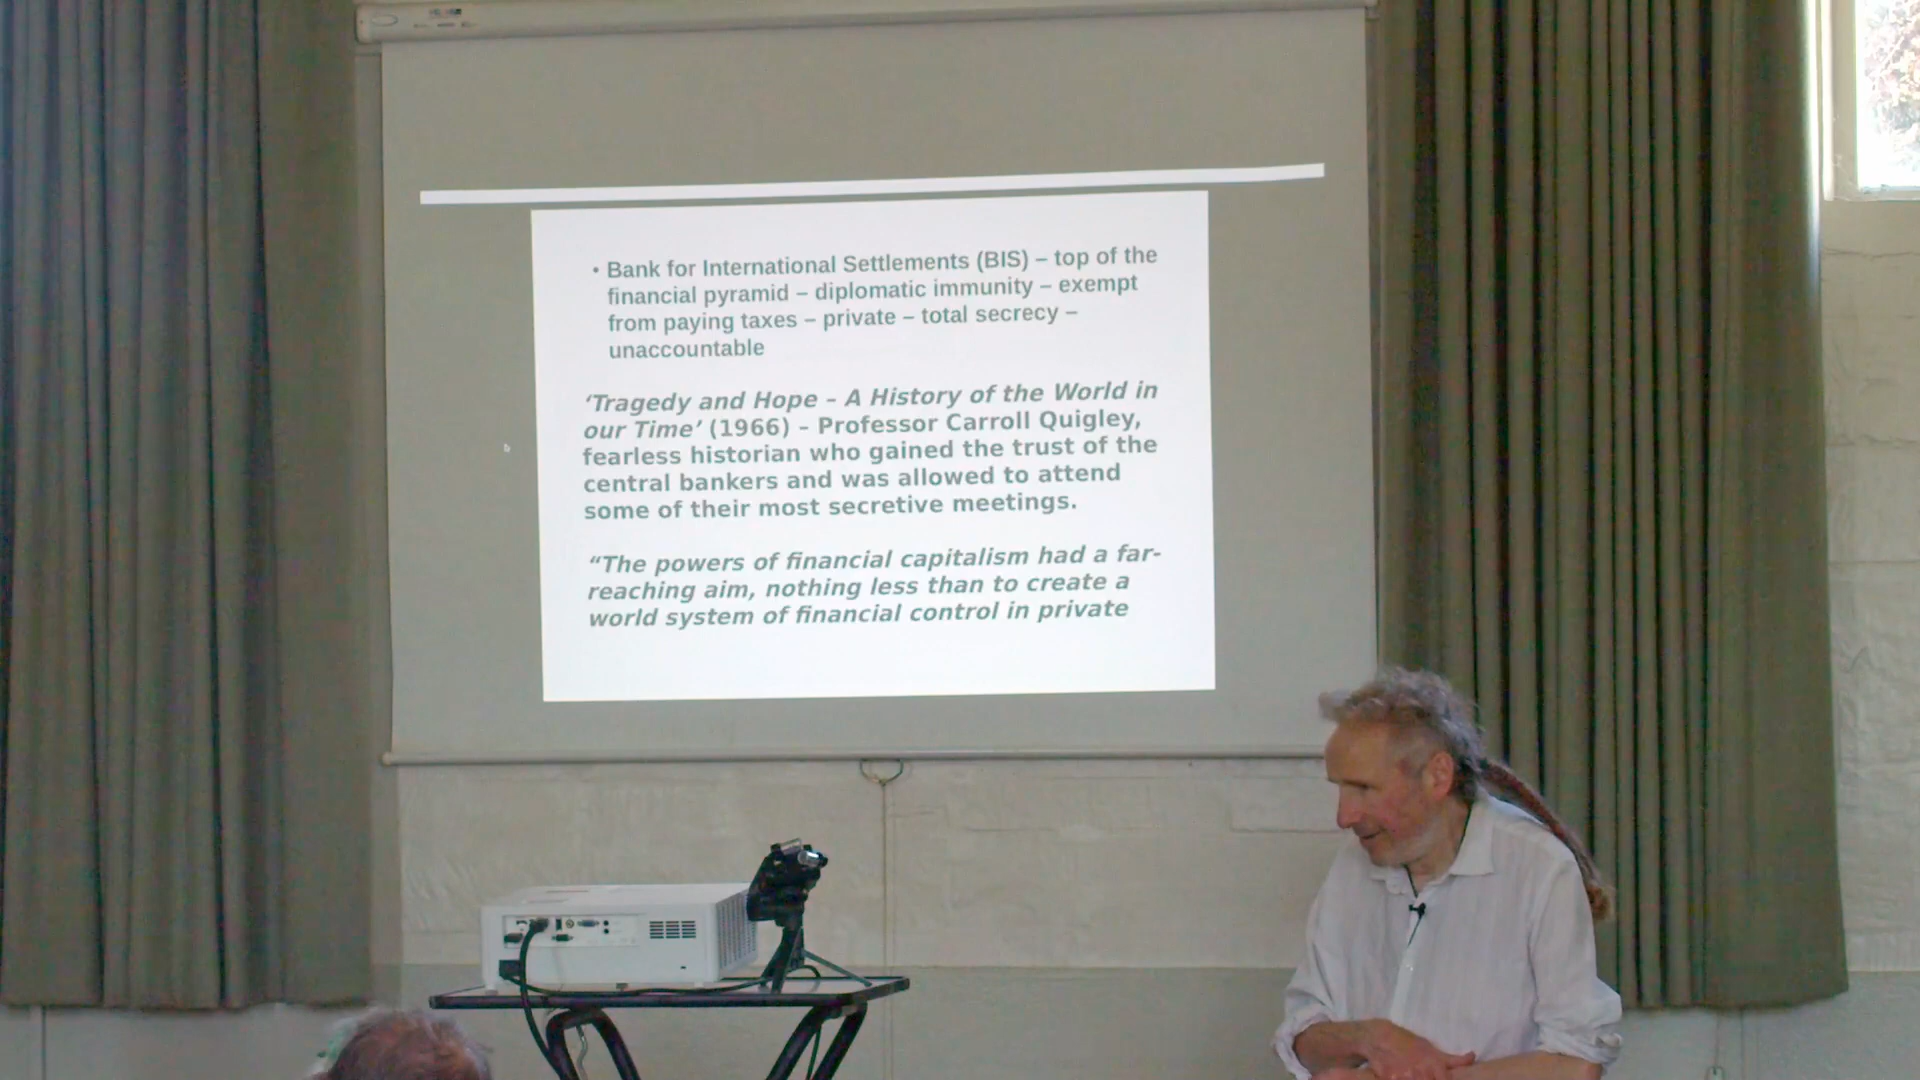 • Bank for International Settlements (BIS) – top of the
financial pyramid – diplomatic immunity – exempt
from paying taxes – private – total secrecy –
unaccountable
‘Tragedy and Hope – A History of the World in
our Time’ (1966) – Professor Carroll Quigley,
fearless historian who gained the trust of the
central bankers and was allowed to attend
some of their most secretive meetings.
“The powers of financial capitalism had a far-
reaching aim, nothing less than to create a
world system of financial control in private